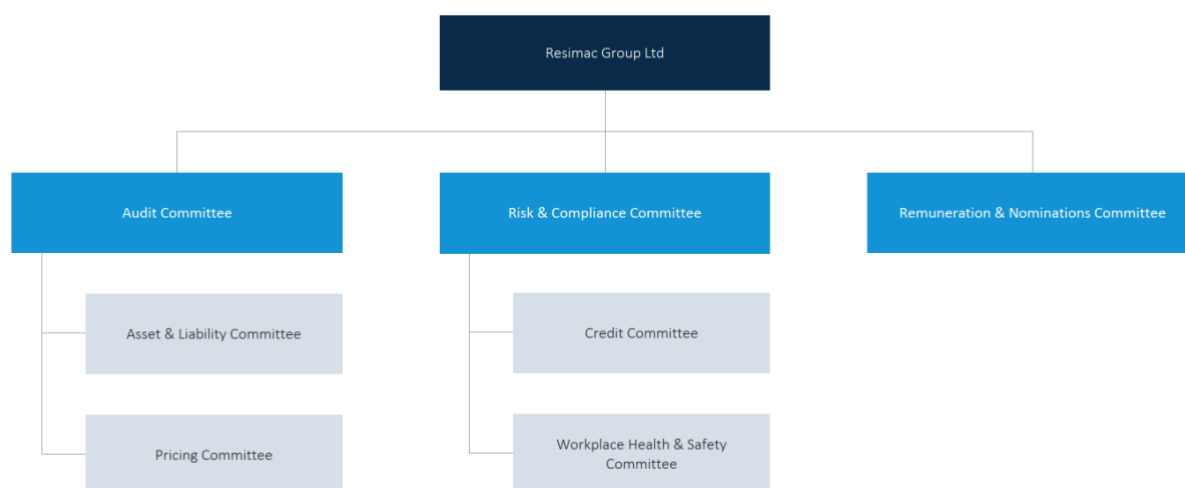 Resimac Group Ltd
Audit Committee
Risk & Compliance Committee
Remuneration & Nominations Committee
Asset & Liability Committee
Credit Committee
Pricing Committee
Workplace Health & Safety
Committee